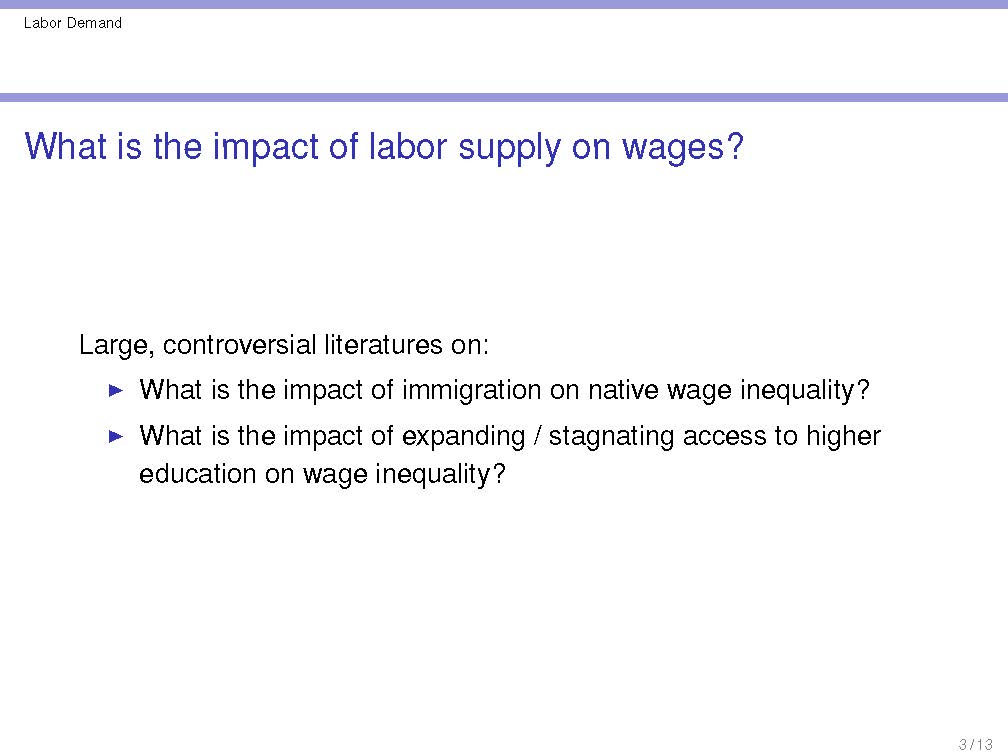 Labor Demand
What is the impact of labor supply on wages?
Large, controversial literatures on:
What is the impact of immigration on native wage inequality?
What is the impact of expanding / stagnating access to higher
education on wage inequality?
3 / 13